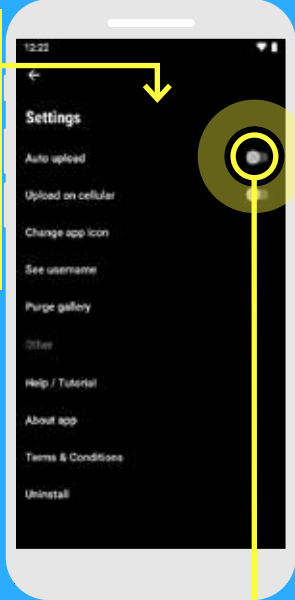 12:22
Settings
Auto upload
Upload on cellular
Change app icon
See username
Purge gallery
Other
Help / Tutorial
About app
Terms & Conditions
Uninstall